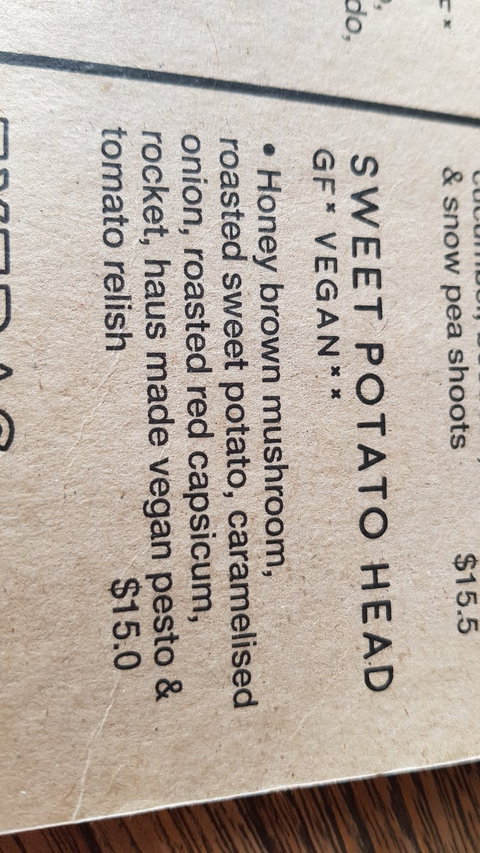 & snow pea shoots $15.5
SWEET POTATO HEAD
GF* VEGAN**
• Honey brown mushroom,
roasted sweet potato, caramelised
onion, roasted red capsicum,
rocket, haus made vegan pesto &
tomato relish $15.0